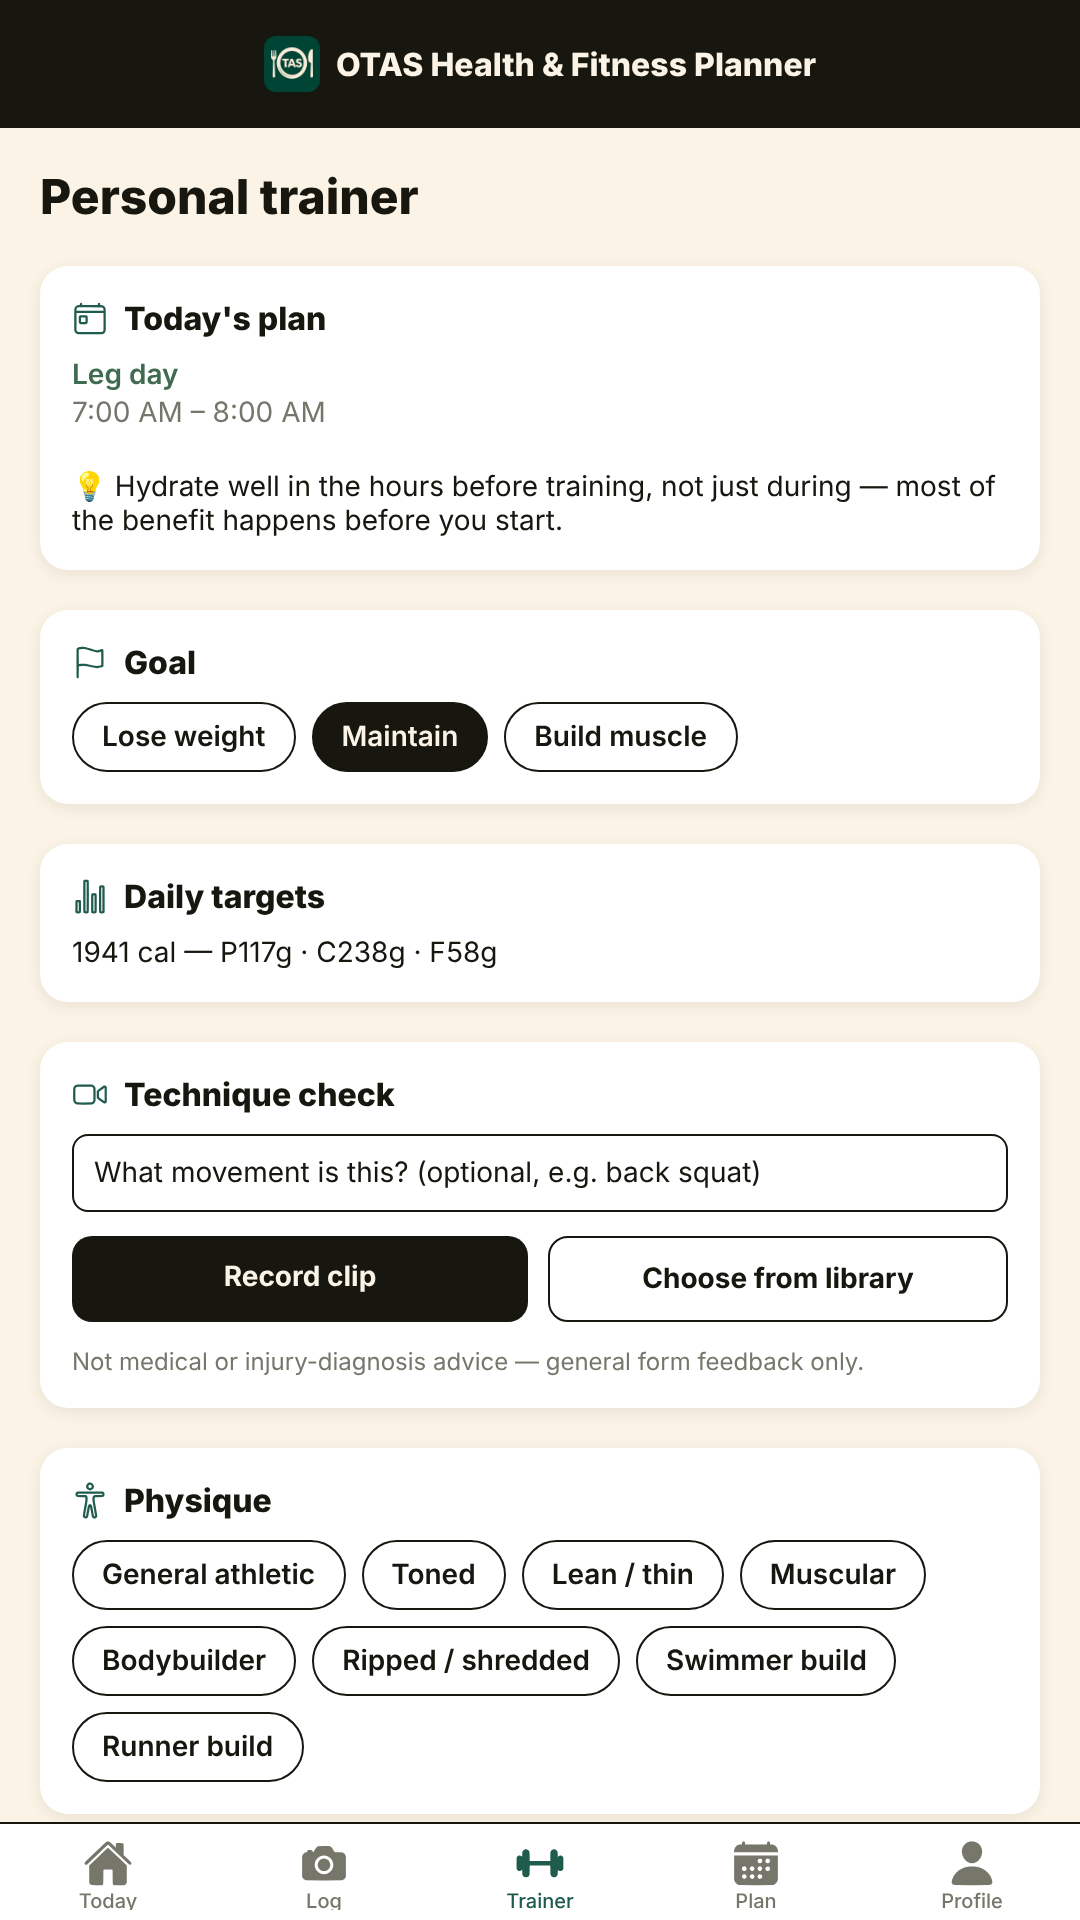 TAS
OTAS Health & Fitness Planner
Personal trainer
Today's plan
Leg day
7:00 AM – 8:00 AM
💡 Hydrate well in the hours before training, not just during — most of
the benefit happens before you start.
Goal
Lose weight
Maintain
Build muscle
Daily targets
1941 cal — P117g · C238g · F58g
Technique check
What movement is this? (optional, e.g. back squat)
Record clip
Choose from library
Not medical or injury-diagnosis advice — general form feedback only.
Physique
General athletic
Toned
Lean / thin
Muscular
Bodybuilder
Ripped / shredded
Swimmer build
Runner build
Today
Log
Trainer
Plan
Profile